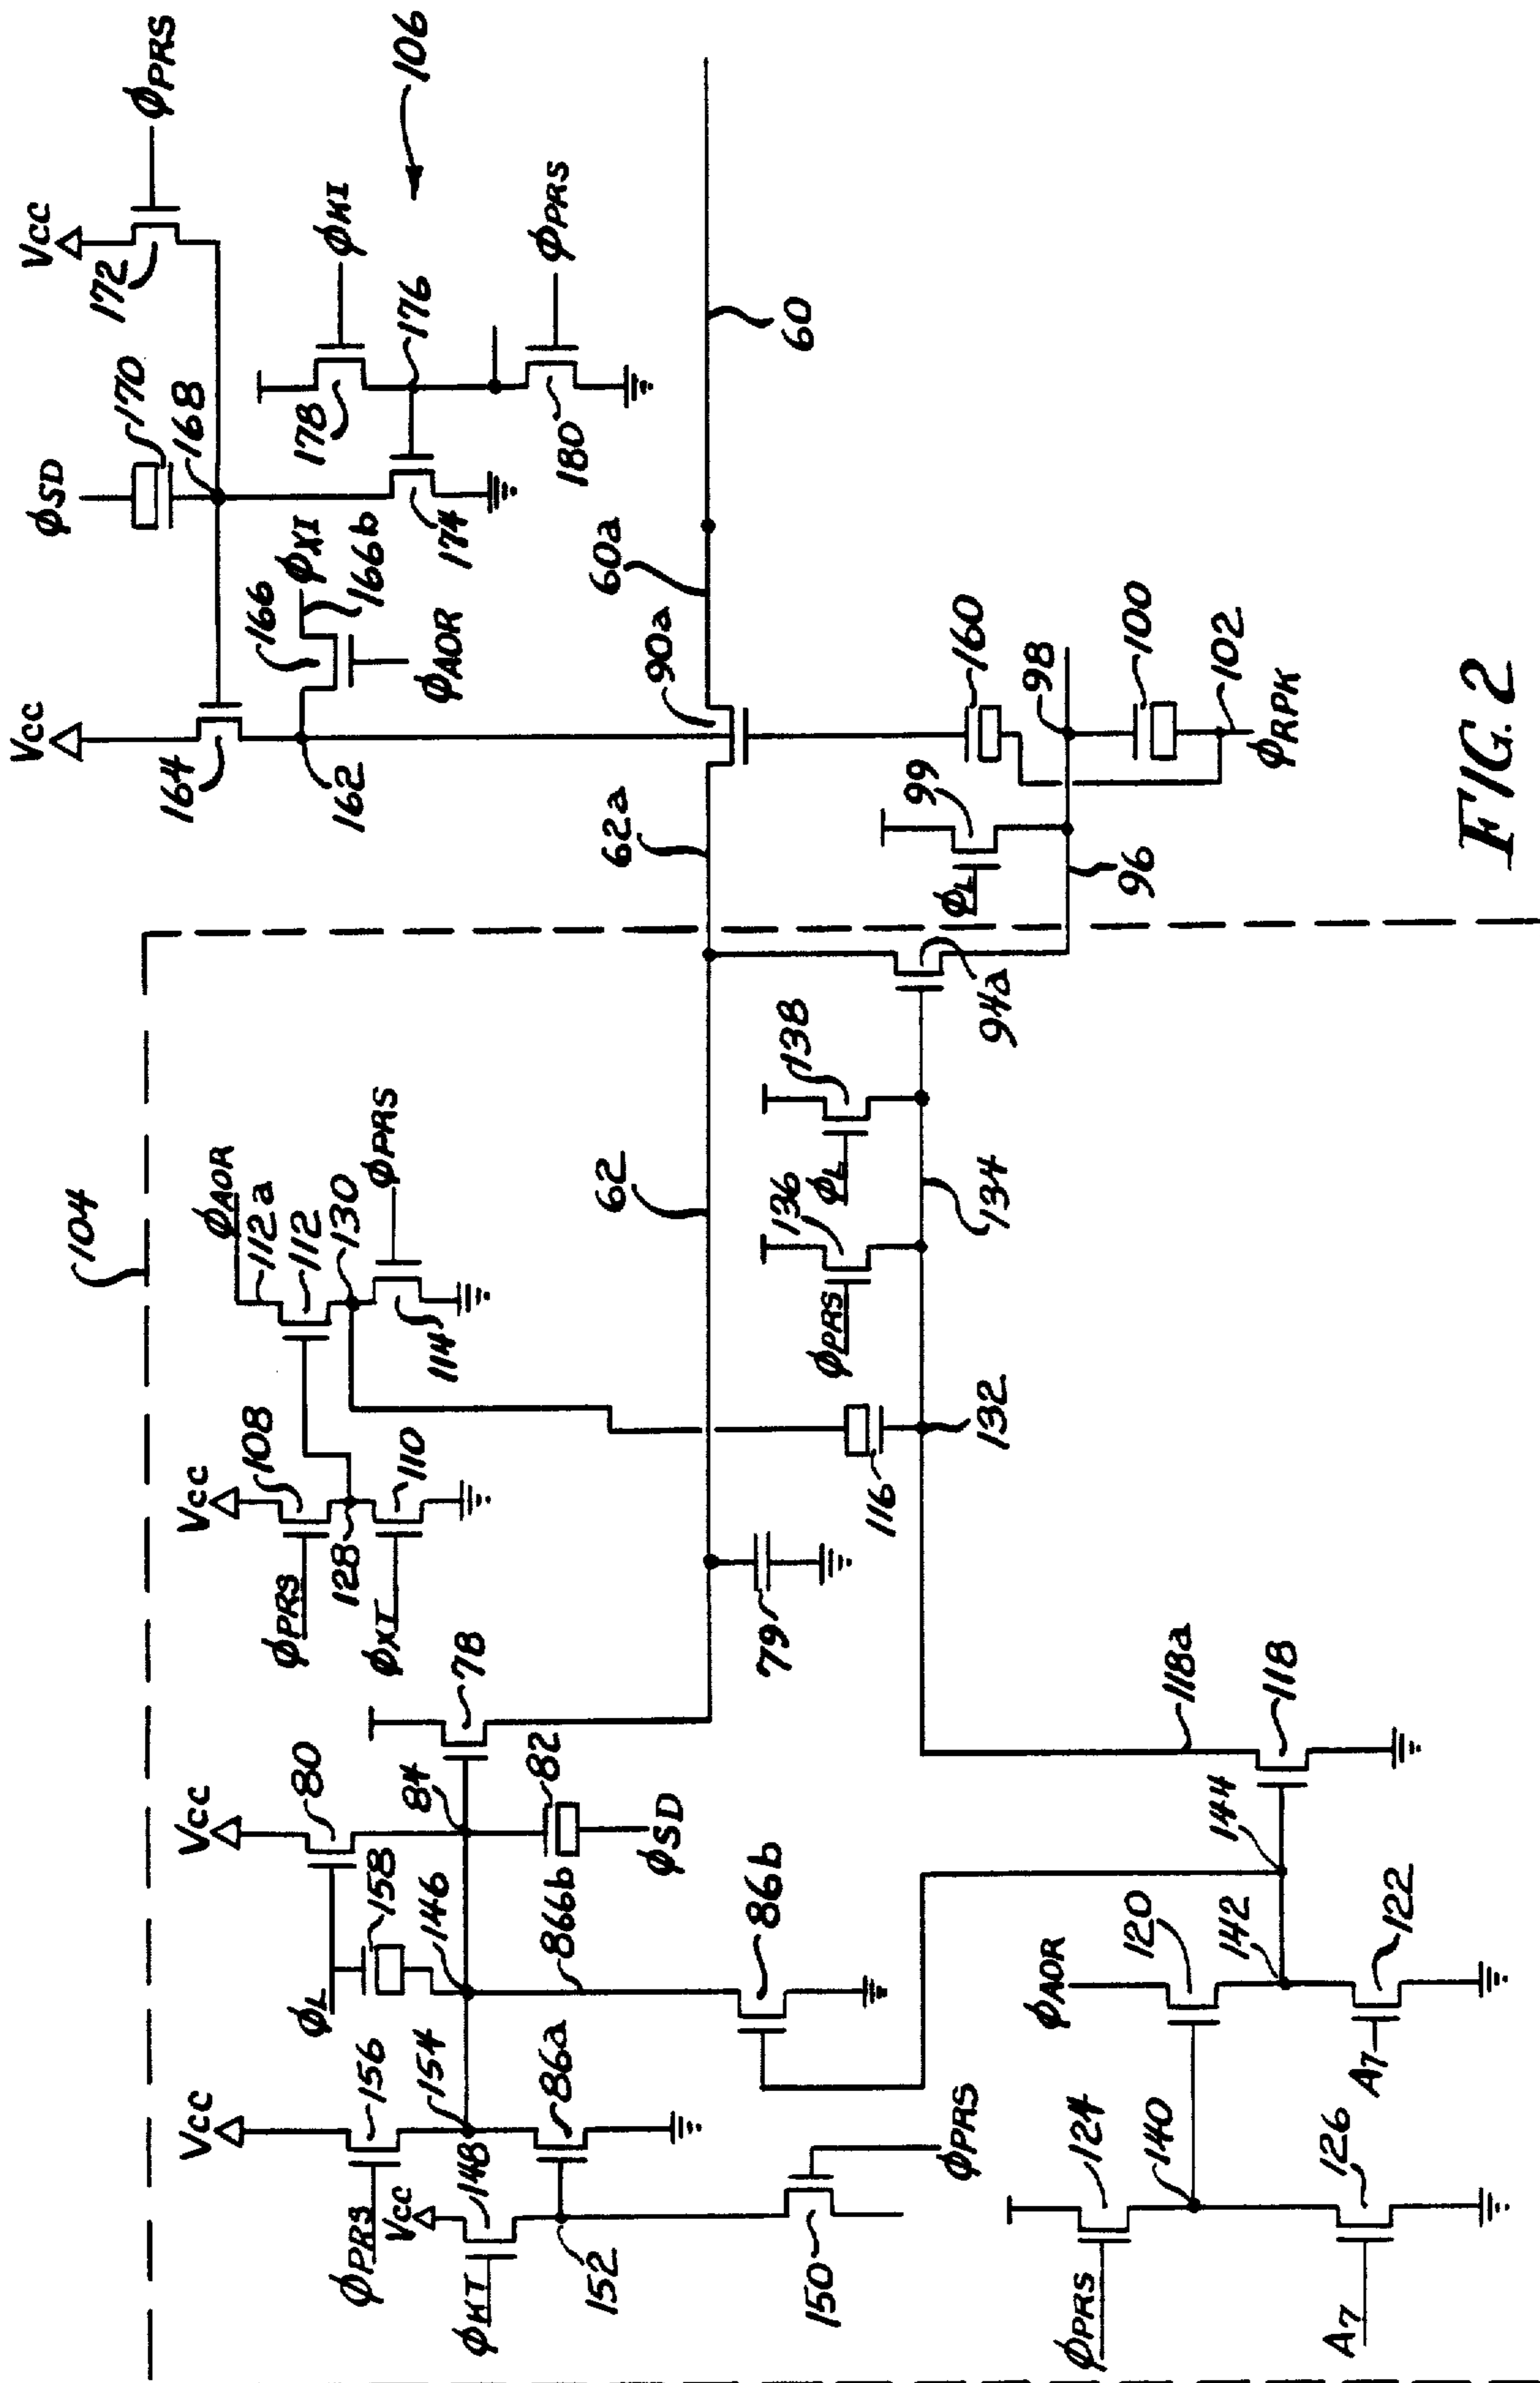 Vcc
ϕPRS
172
ϕSD
170
168
ϕXI
166b
166
ϕAOR
Vcc
164
162
174
178
ϕKI
176
106
180
ϕPRS
60
60a
90a
62a
160
98
100
102
ϕRPK
99
ϕL
96
FIG. 2
104
ϕAOR
112a
112
130
ϕPRS
114
Vcc
108
110
128
ϕPRS
ϕXI
62
138
94a
136
ϕL
134
ϕPRS
132
116
79
78
Vcc
80
84
82
ϕSD
158
146
866b
86b
ϕL
Vcc
156
154
86a
ϕPRS
Vcc
148
ϕKI
152
150
ϕPRS
118a
118
144
ϕAOR
120
142
122
A7
124
140
126
ϕPRS
A7